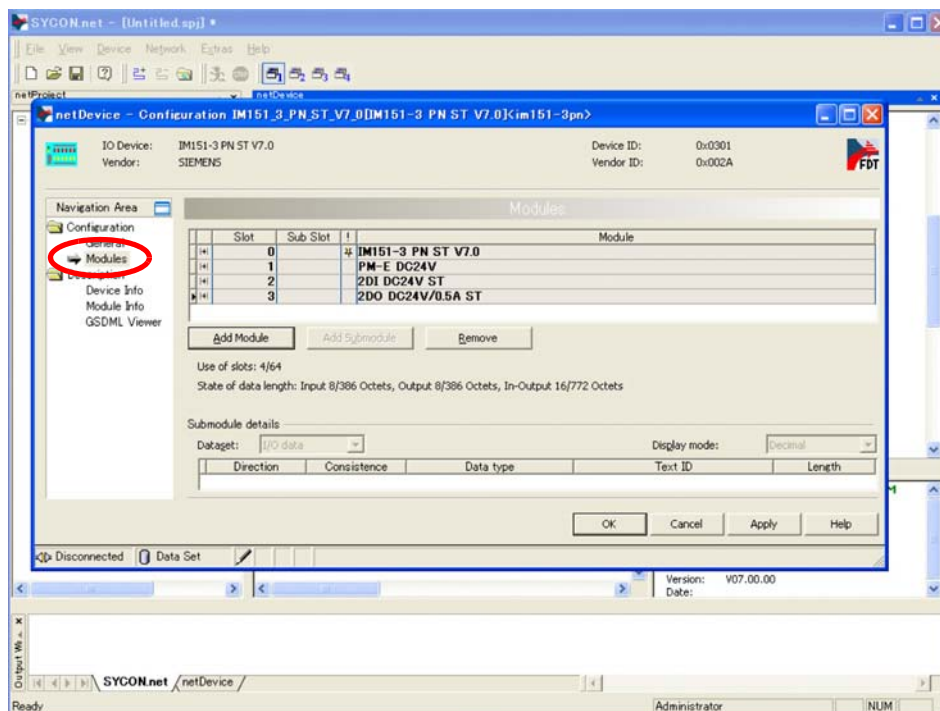 SYCON.net - [Untitled.spj] *
File View Device Network Extras Help
netProject
netDevice
netDevice - Configuration IM151_3_PN_ST_V7_0[IM151-3 PN ST V7.0]<im151-3pn>
IO Device: IM151-3 PN ST V7.0 Device ID: 0x0301
Vendor: SIEMENS Vendor ID: 0x002A
FDT
Navigation Area
Modules
Configuration
General
Modules
Description
Device Info
Module Info
GSDML Viewer
Slot Sub Slot ! Module
0 IM151-3 PN ST V7.0
1 PM-E DC24V
2 2DI DC24V ST
3 2DO DC24V/0.5A ST
Add Module Add Submodule Remove
Use of slots: 4/64
State of data length: Input 8/386 Octets, Output 8/386 Octets, In-Output 16/772 Octets
Submodule details
Dataset: I/O data Display mode: Decimal
Direction Consistence Data type Text ID Length
OK Cancel Apply Help
Disconnected Data Set
Version: V07.00.00
Date:
SYCON.net netDevice
Ready Administrator NUM